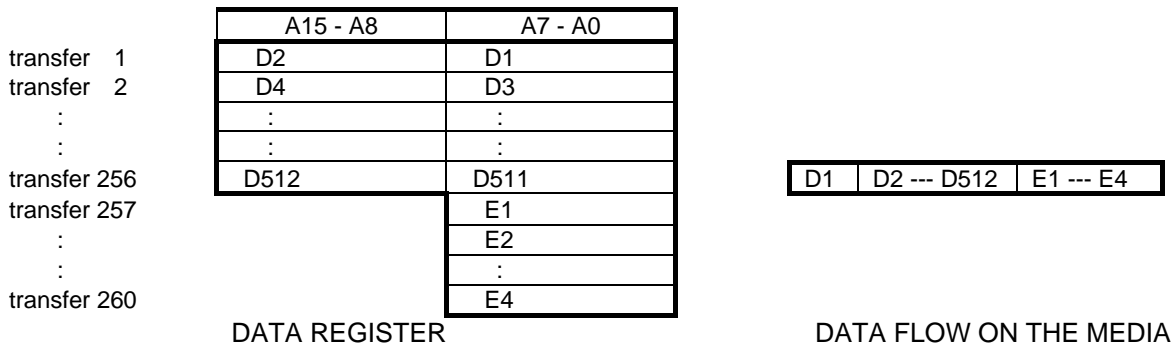 A15 - A8 A7 - A0
transfer 1 D2 D1
transfer 2 D4 D3
: : :
: : :
transfer 256 D512 D511 D1 D2 --- D512 E1 --- E4
transfer 257 E1
: E2
: :
transfer 260 E4
DATA REGISTER DATA FLOW ON THE MEDIA